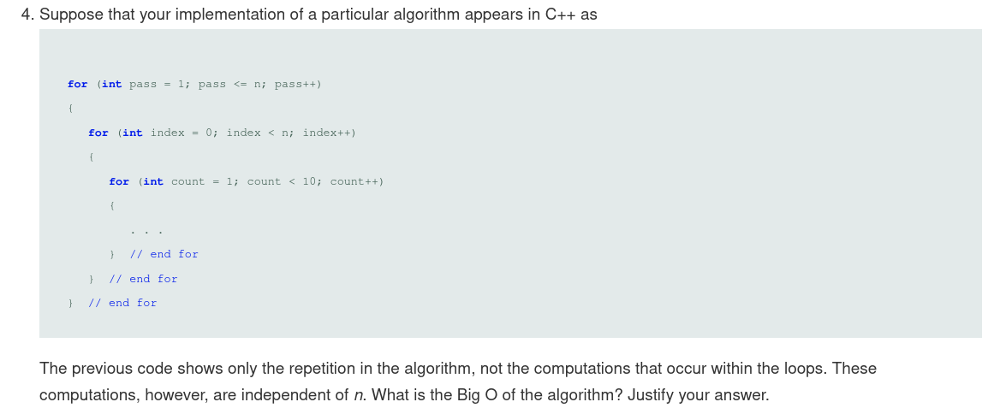 4. Suppose that your implementation of a particular algorithm appears in C++ as
for (int pass = 1; pass <= n; pass++)
{
for (int index = 0; index < n; index++)
{
for (int count = 1; count < 10; count++)
{
. . .
} // end for
} // end for
} // end for
The previous code shows only the repetition in the algorithm, not the computations that occur within the loops. These
computations, however, are independent of n. What is the Big O of the algorithm? Justify your answer.